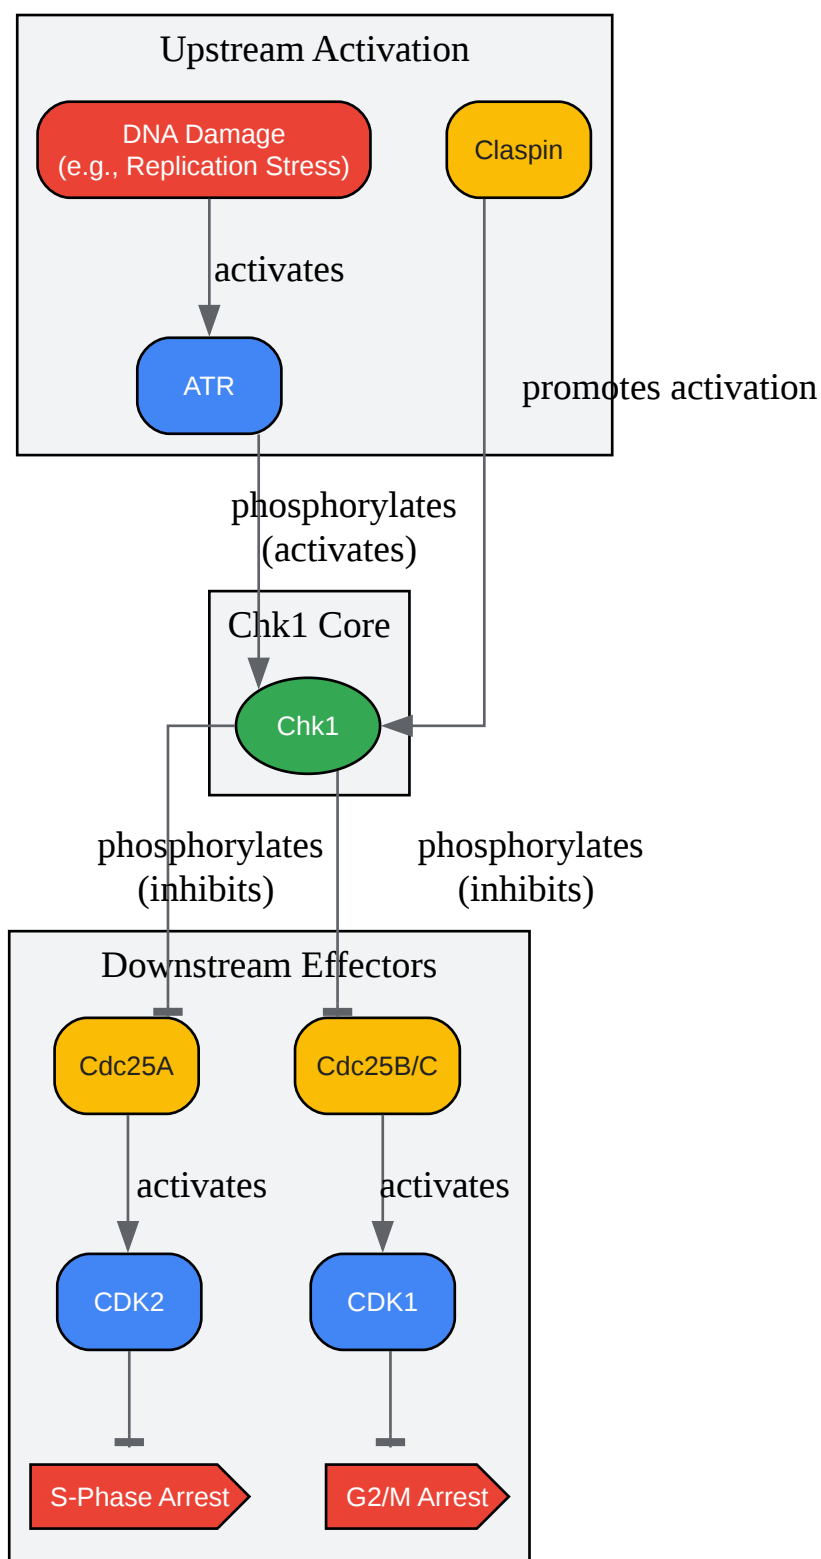 Upstream Activation
DNA Damage
(e.g., Replication Stress)
Claspin
activates
ATR
promotes activation
phosphorylates
(activates)
Chk1 Core
Chk1
phosphorylates
(inhibits)
phosphorylates
(inhibits)
Downstream Effectors
Cdc25A
Cdc25B/C
activates
activates
CDK2
CDK1
S-Phase Arrest
G2/M Arrest